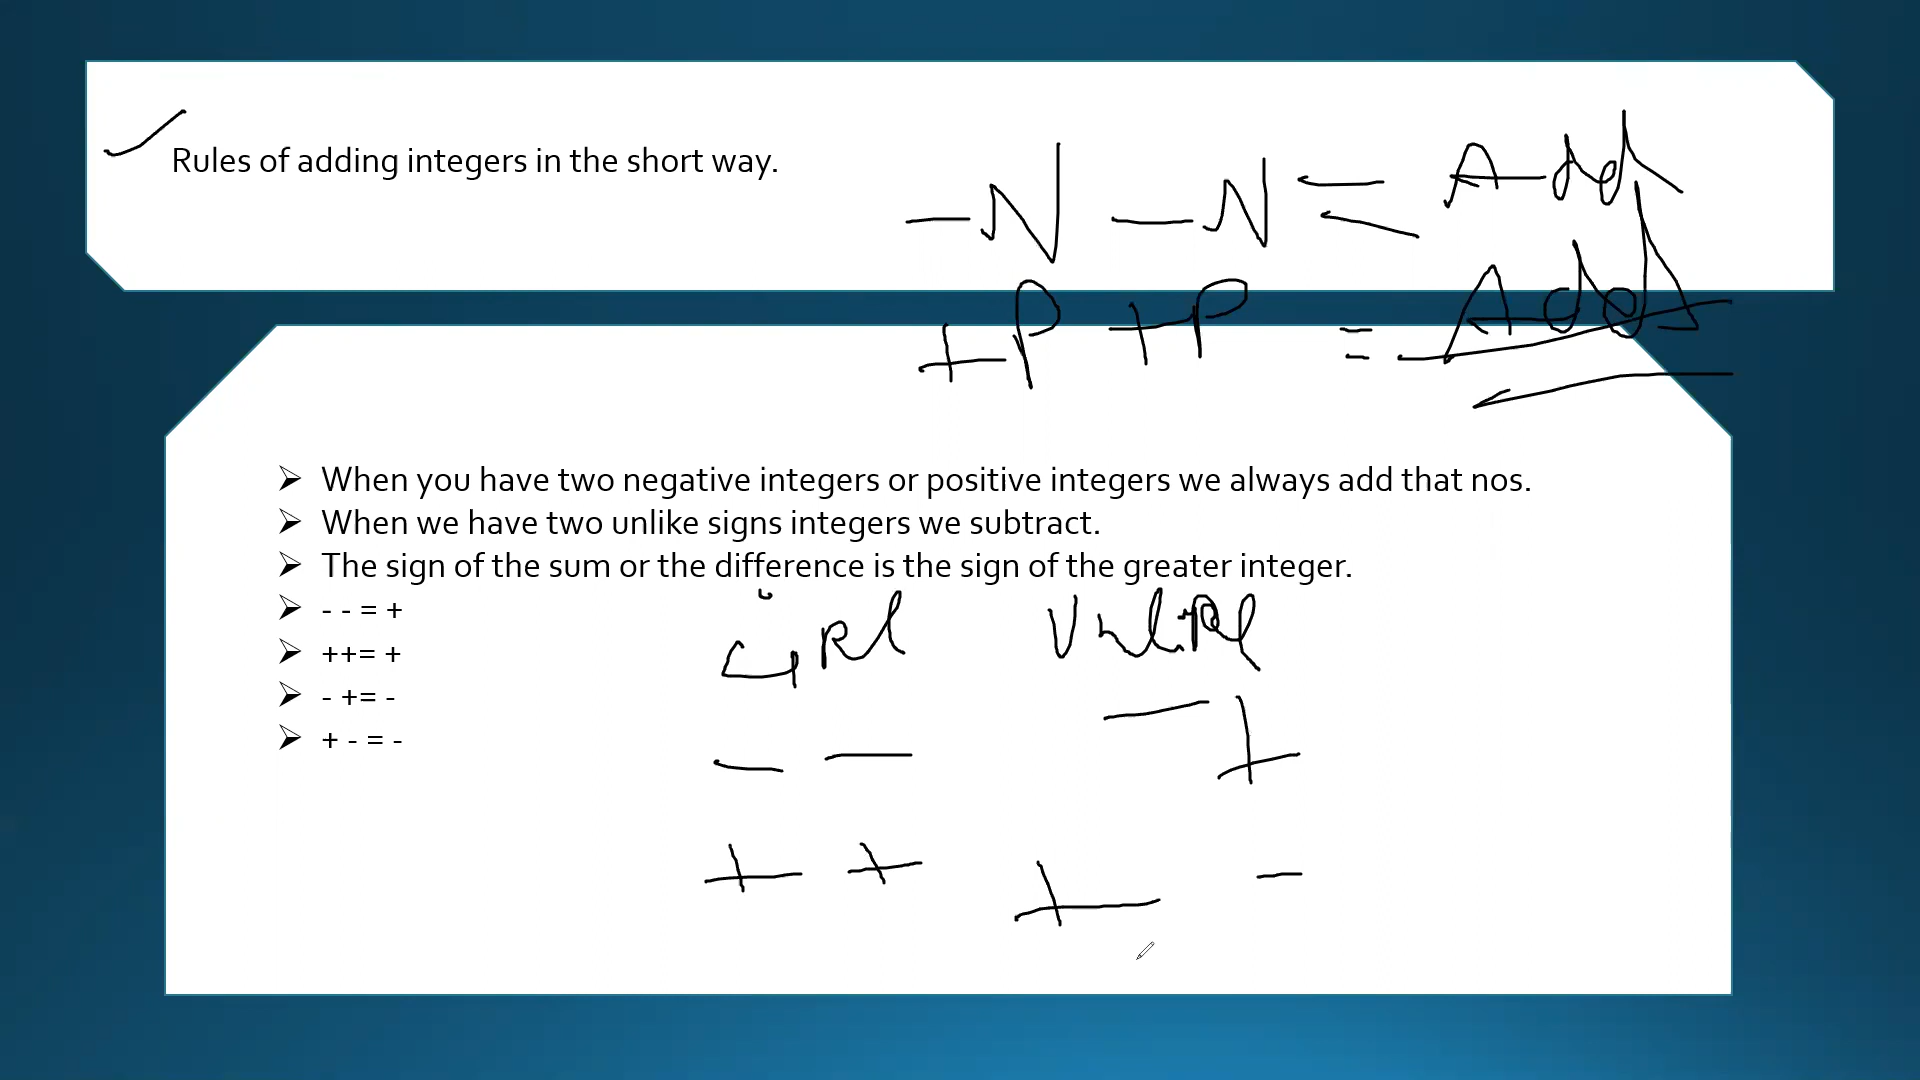 Rules of adding integers in the short way.
-N -N = Add
+P +P = Add
➢ When you have two negative integers or positive integers we always add that nos.
➢ When we have two unlike signs integers we subtract.
➢ The sign of the sum or the difference is the sign of the greater integer.
➢ - - = +
➢ ++= +
➢ - += -
➢ + - = -
Unlike
- - - +
+ + + -